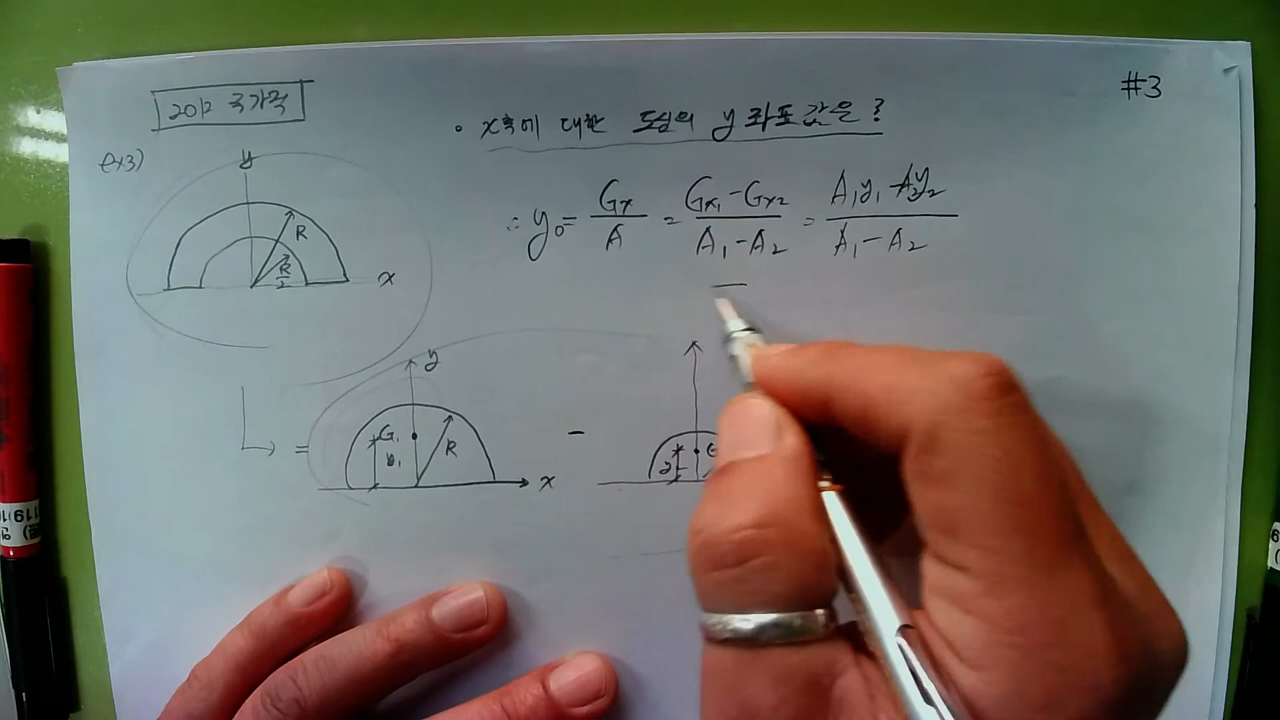 #3
2012 국가직
ex3)
• x축에 대한 도심의 y 좌표값은?
∴ y₀ = Gx / A = (Gx₁ - Gx₂) / (A₁ - A₂) = (A₁y₁ - A₂y₂) / (A₁ - A₂)
y
R
R/2
x
y
G₁
y₁
R
x
=
-
119